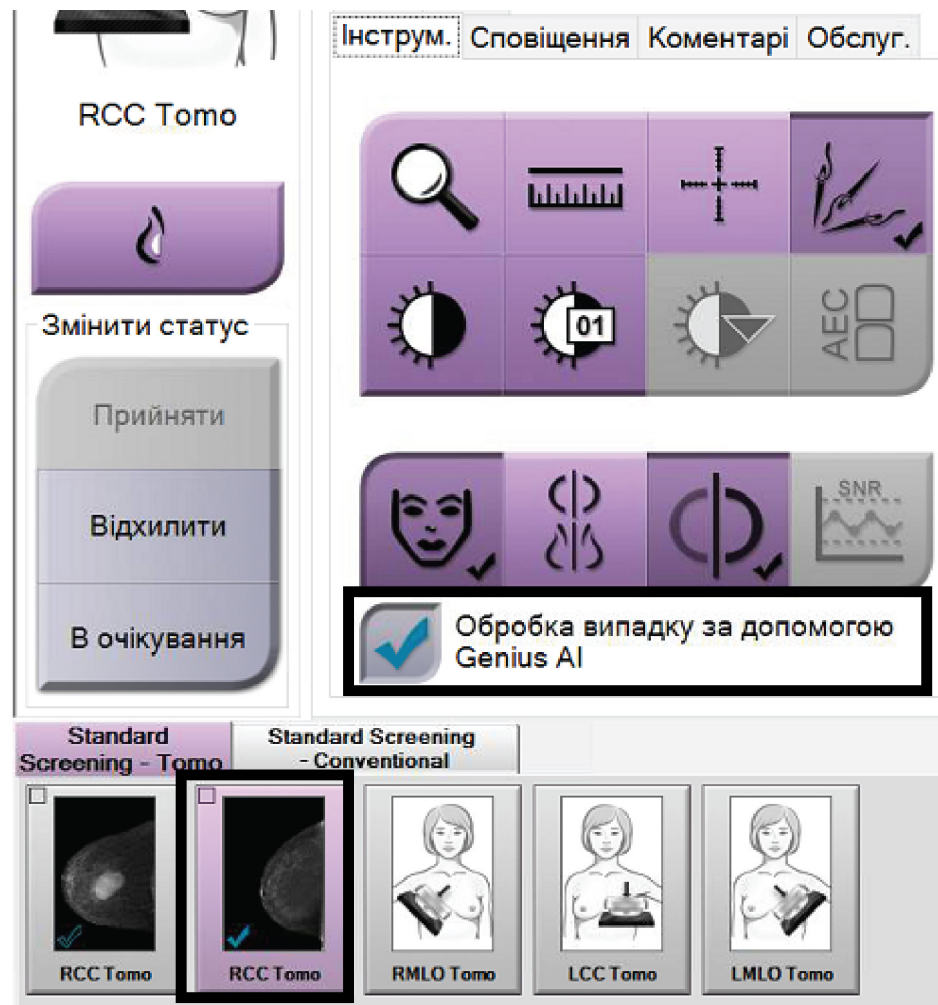 RCC Tomo
Змінити статус
Прийняти
Відхилити
В очікування
Інструм. Сповіщення Коментарі Обслуг.
01
AEC
SNR
Обробка випадку за допомогою
Genius AI
Standard
Screening - Tomo
Standard Screening
- Conventional
RCC Tomo
RCC Tomo
RMLO Tomo
LCC Tomo
LMLO Tomo